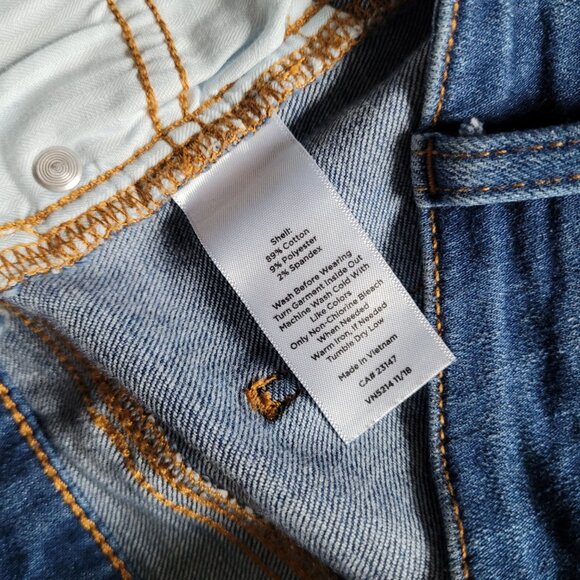 Shell:
89% Cotton
9% Polyester
2% Spandex
Wash Before Wearing
Turn Garment Inside Out
Machine Wash Cold With
Like Colors
Only Non-Chlorine Bleach
When Needed
Warm Iron, If Needed
Tumble Dry Low
Made in Vietnam
CA# 23147
VN5214 11/18